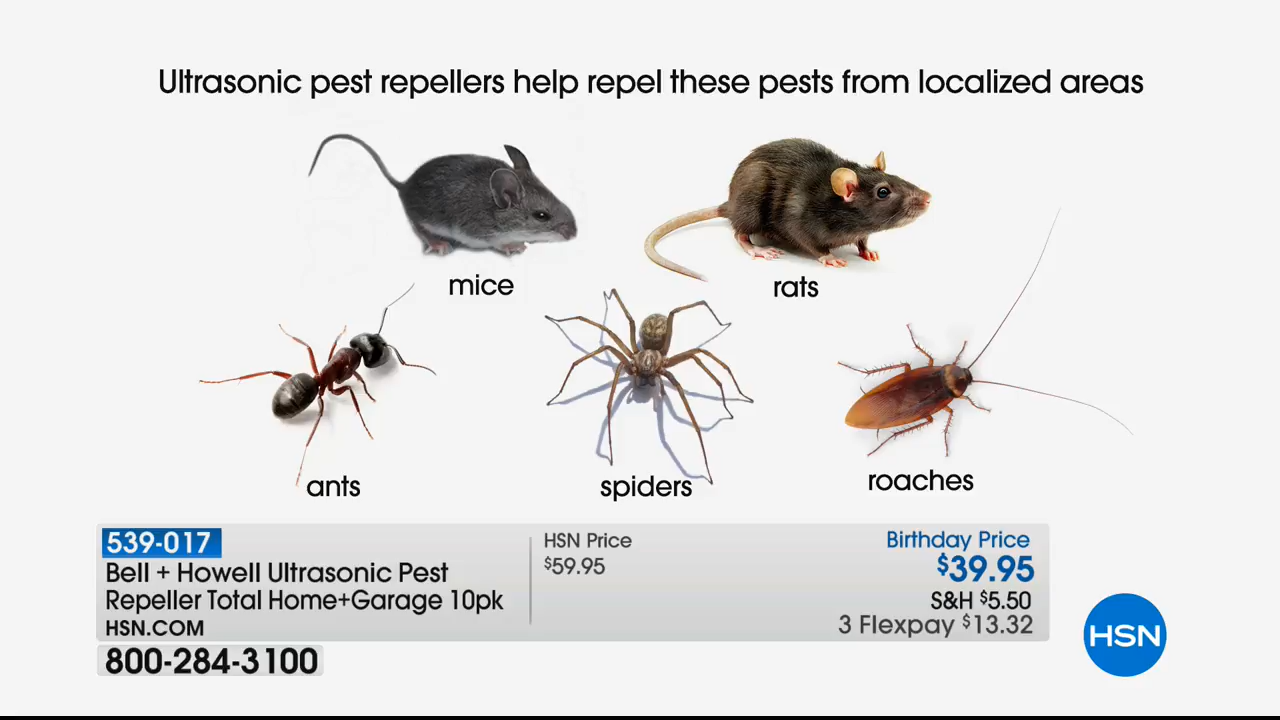 Ultrasonic pest repellers help repel these pests from localized areas
mice
rats
ants
spiders
roaches
539-017
Bell + Howell Ultrasonic Pest
Repeller Total Home+Garage 10pk
HSN.COM
800-284-3100
HSN Price
$59.95
Birthday Price
$39.95
S&H $5.50
3 Flexpay $13.32
HSN